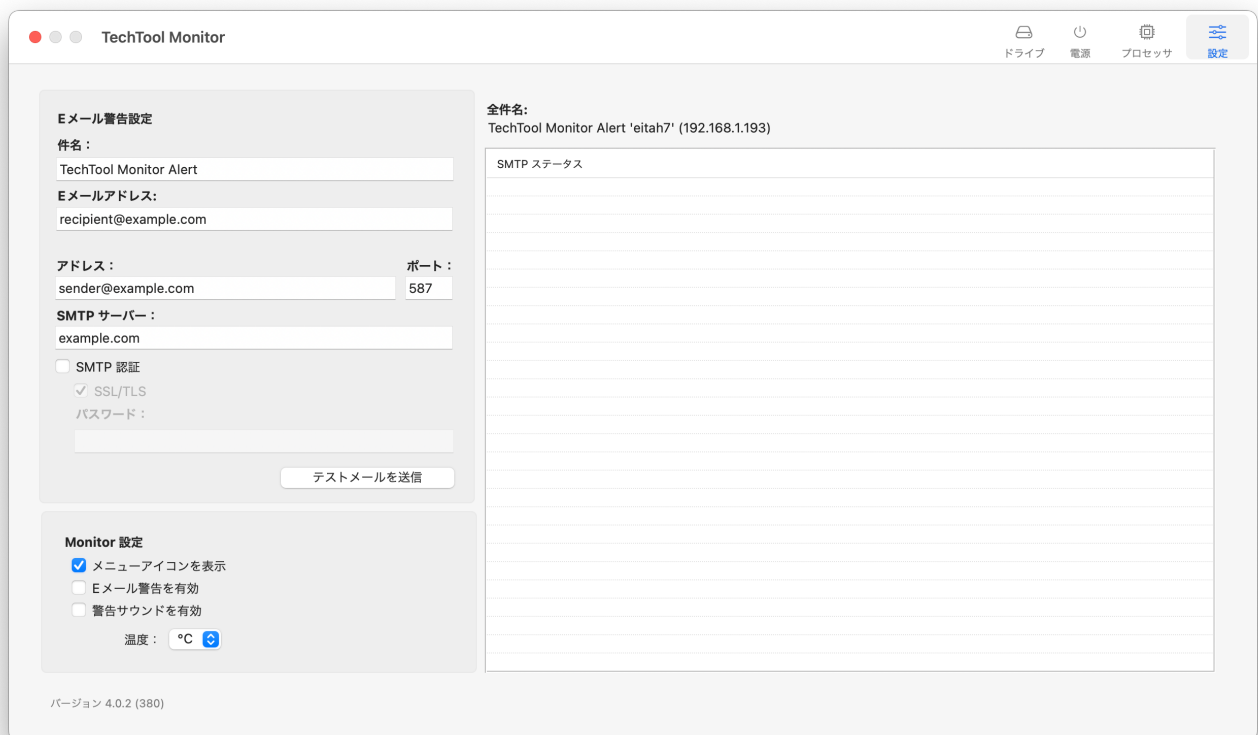 TechTool Monitor
ドライブ
電源
プロセッサ
設定
Eメール警告設定
件名：
TechTool Monitor Alert
Eメールアドレス:
recipient@example.com
アドレス：
ポート：
sender@example.com
587
SMTP サーバー：
example.com
SMTP 認証
SSL/TLS
パスワード：
テストメールを送信
Monitor 設定
メニューアイコンを表示
Eメール警告を有効
警告サウンドを有効
温度：
°C
バージョン 4.0.2 (380)
全件名:
TechTool Monitor Alert 'eitah7' (192.168.1.193)
SMTP ステータス